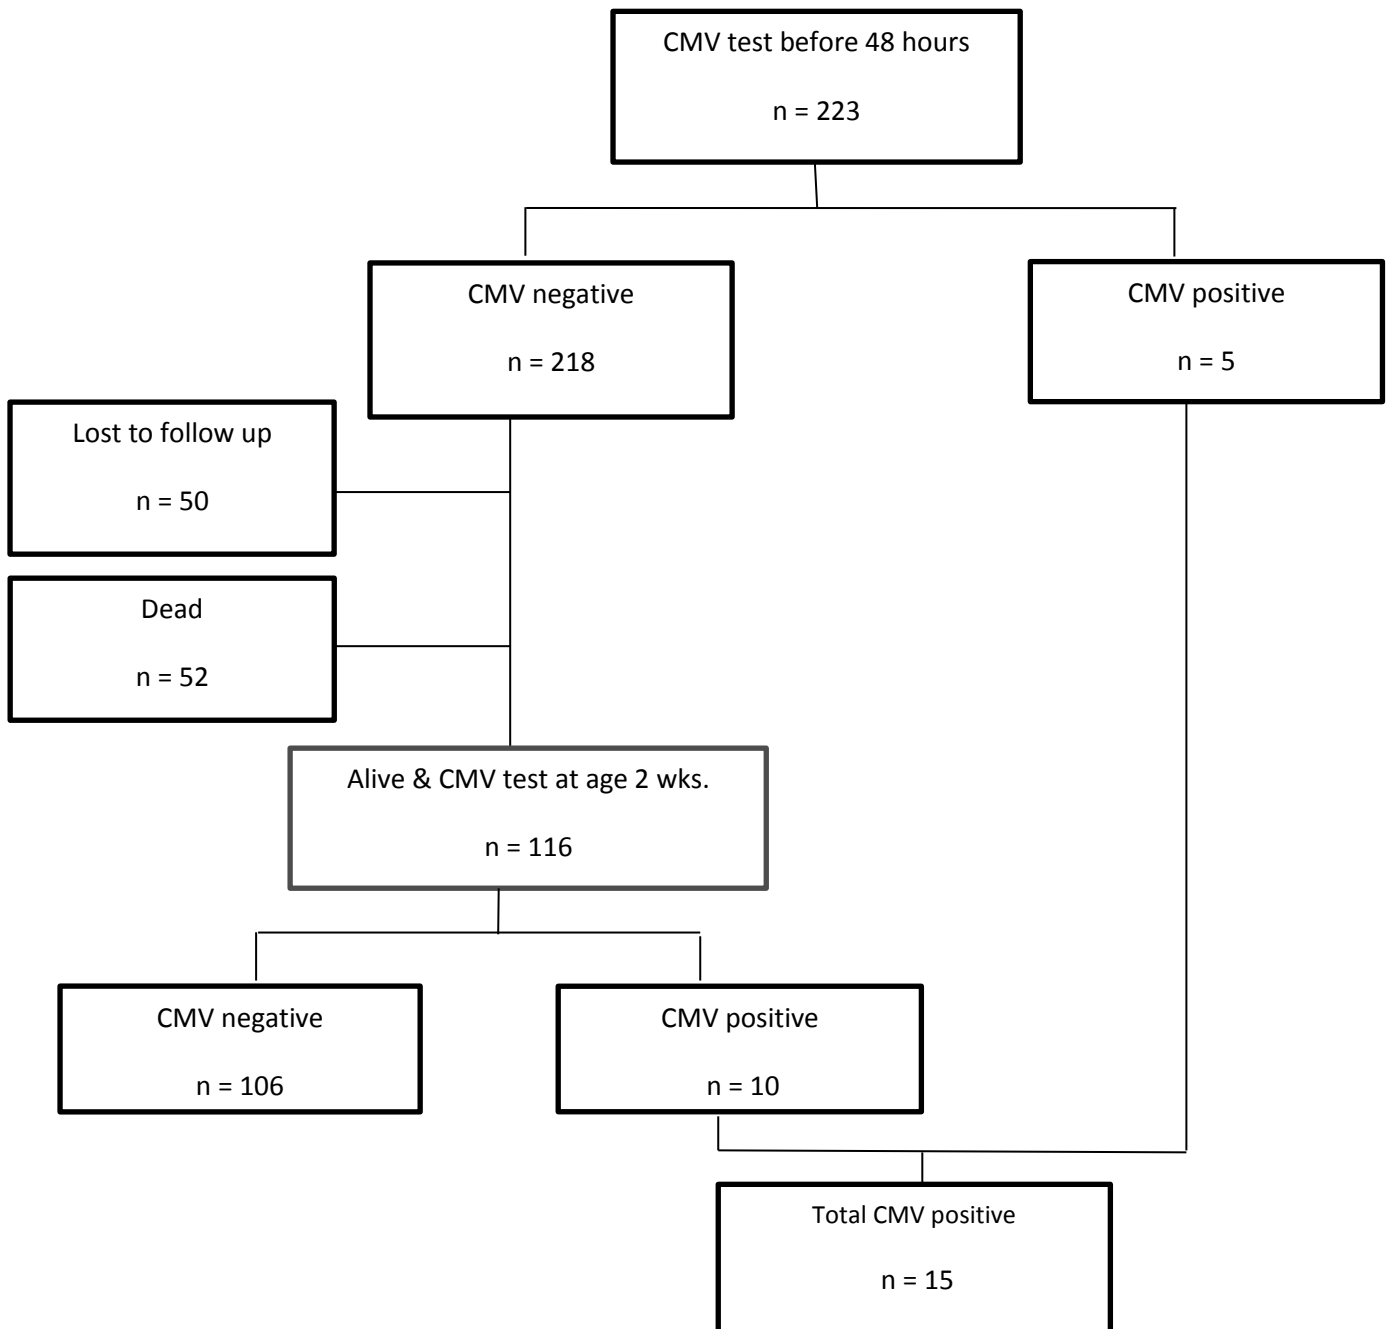 CMV test before 48 hours
n = 223
CMV negative
n = 218
CMV positive
n = 5
Lost to follow up
n = 50
Dead
n = 52
Alive & CMV test at age 2 wks.
n = 116
CMV negative
n = 106
CMV positive
n = 10
Total CMV positive
n = 15